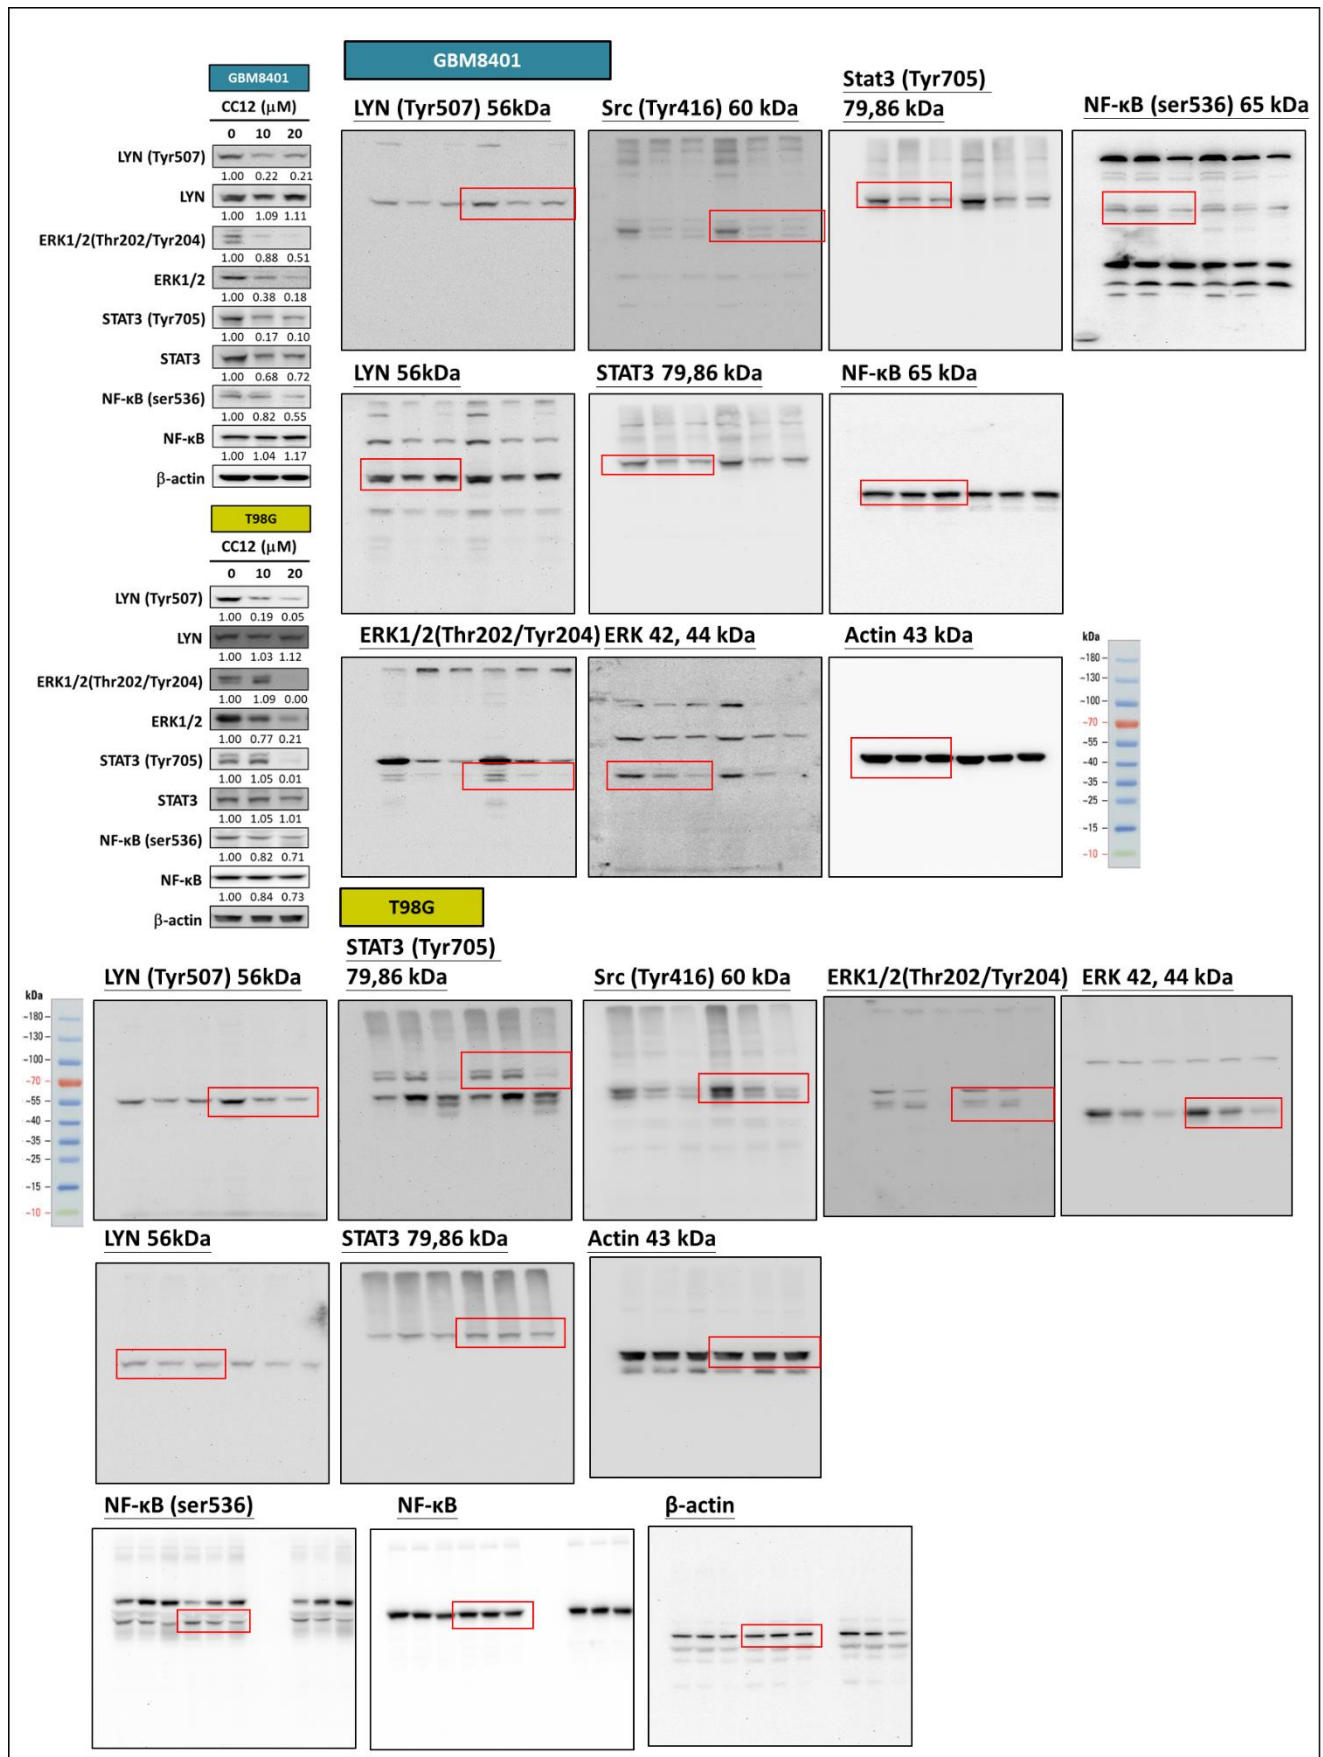 GBM8401
CC12 (μM)
0 10 20
LYN (Tyr507)
1.00 0.22 0.21
LYN
1.00 1.09 1.11
ERK1/2(Thr202/Tyr204)
1.00 0.88 0.51
ERK1/2
1.00 0.38 0.18
STAT3 (Tyr705)
1.00 0.17 0.10
STAT3
1.00 0.68 0.72
NF-κB (ser536)
1.00 0.82 0.55
NF-κB
1.00 1.04 1.17
β-actin
T98G
CC12 (μM)
0 10 20
LYN (Tyr507)
1.00 0.19 0.05
LYN
1.00 1.03 1.12
ERK1/2(Thr202/Tyr204)
1.00 1.09 0.00
ERK1/2
1.00 0.77 0.21
STAT3 (Tyr705)
1.00 1.05 0.01
STAT3
1.00 1.05 1.01
NF-κB (ser536)
1.00 0.82 0.71
NF-κB
1.00 0.84 0.73
β-actin
GBM8401
LYN (Tyr507) 56kDa
Src (Tyr416) 60 kDa
Stat3 (Tyr705)
79,86 kDa
NF-κB (ser536) 65 kDa
LYN 56kDa
STAT3 79,86 kDa
NF-κB 65 kDa
ERK1/2(Thr202/Tyr204)
ERK 42, 44 kDa
Actin 43 kDa
kDa
~180
~130
~100
~70
~55
~40
~35
~25
~15
~10
T98G
LYN (Tyr507) 56kDa
STAT3 (Tyr705)
79,86 kDa
Src (Tyr416) 60 kDa
ERK1/2(Thr202/Tyr204)
ERK 42, 44 kDa
kDa
~180
~130
~100
~70
~55
~40
~35
~25
~15
~10
LYN 56kDa
STAT3 79,86 kDa
Actin 43 kDa
NF-κB (ser536)
NF-κB
β-actin